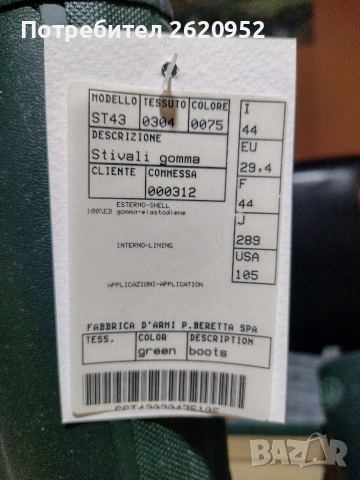 Потребител 2620952
MODELLO TESSUTO COLORE
ST43 0304 0075
DESCRIZIONE
Stivali gomma
CLIENTE COMMESSA
000312
ESTERNO-SHELL
100%ED gomma-elastodiene
INTERNO-LINING
APPLICAZIONI-APPLICATION
I
44
EU
29,4
F
44
J
289
USA
105
FABBRICA D'ARMI P.BERETTA SPA
TESS. COLOR DESCRIPTION
green boots
BAZAR